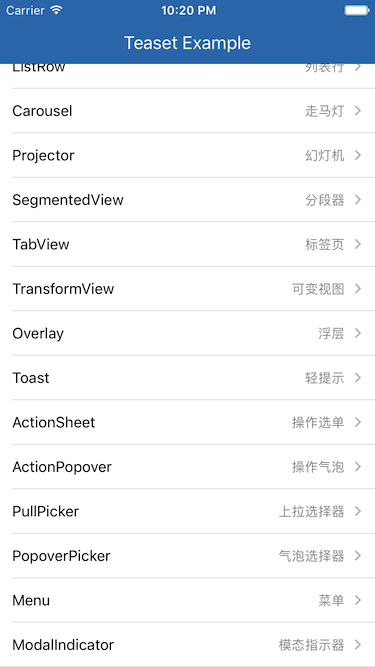 Carrier 10:20 PM
Teaset Example
ListRow 列表行
Carousel 走马灯
Projector 幻灯机
SegmentedView 分段器
TabView 标签页
TransformView 可变视图
Overlay 浮层
Toast 轻提示
ActionSheet 操作选单
ActionPopover 操作气泡
PullPicker 上拉选择器
PopoverPicker 气泡选择器
Menu 菜单
ModalIndicator 模态指示器